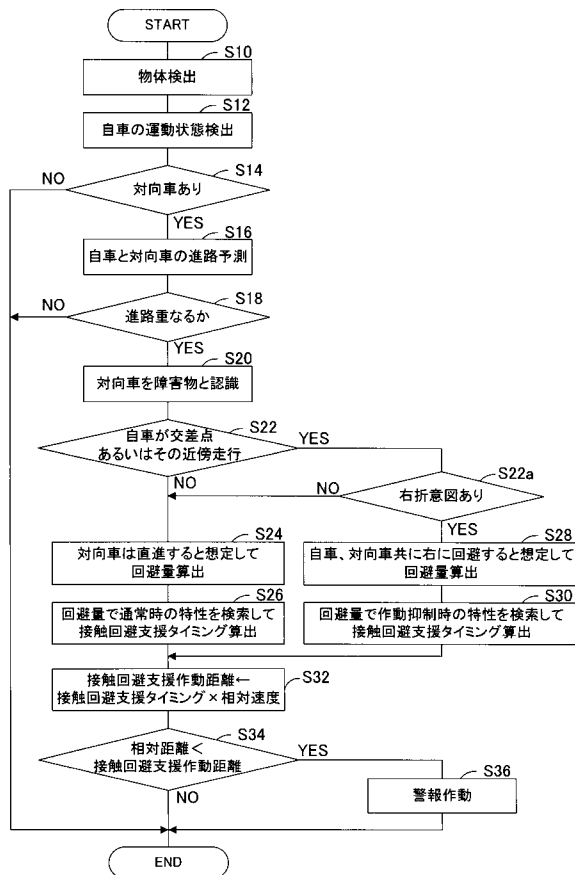 START
S10
物体検出
S12
自車の運動状態検出
S14
NO
対向車あり
YES
S16
自車と対向車の進路予測
S18
NO
進路重なるか
YES
S20
対向車を障害物と認識
S22
自車が交差点
あるいはその近傍走行
YES
NO
S22a
NO
右折意図あり
YES
S24
対向車は直進すると想定して
回避量算出
S28
自車、対向車共に右に回避すると想定して
回避量算出
S26
回避量で通常時の特性を検索して
接触回避支援タイミング算出
S30
回避量で作動抑制時の特性を検索して
接触回避支援タイミング算出
S32
接触回避支援作動距離←
接触回避支援タイミング×相対速度
S34
相対距離<
接触回避支援作動距離
YES
NO
S36
警報作動
END